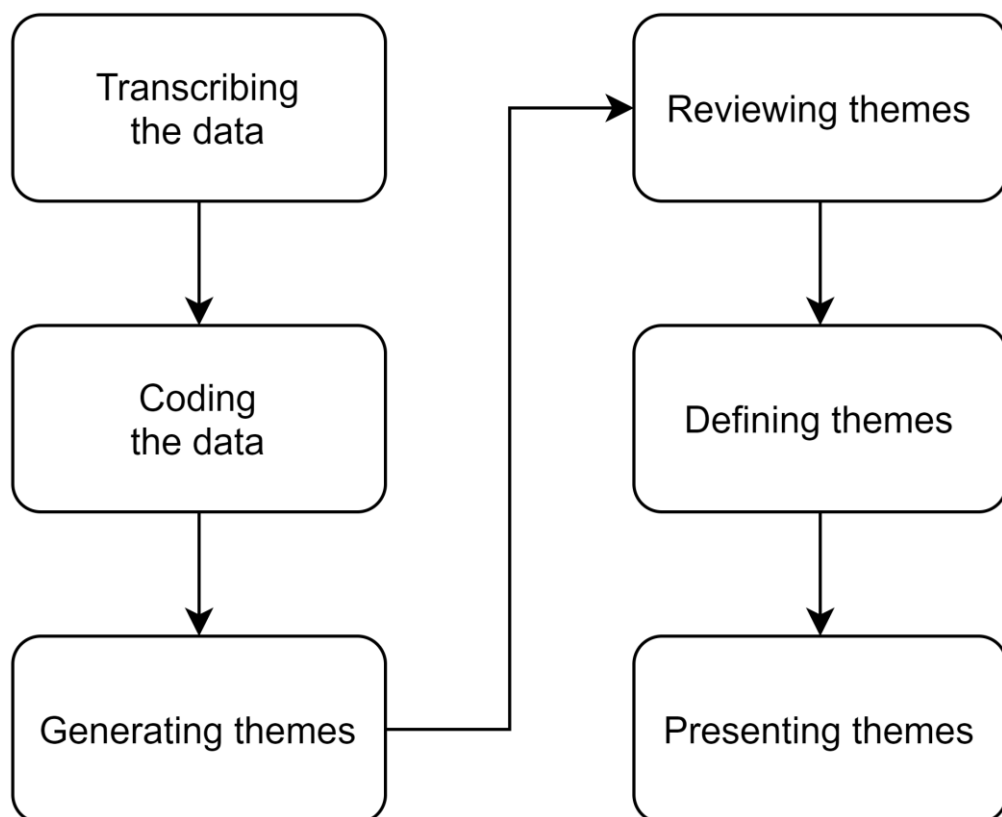 Transcribing
the data
Coding
the data
Generating themes
Reviewing themes
Defining themes
Presenting themes